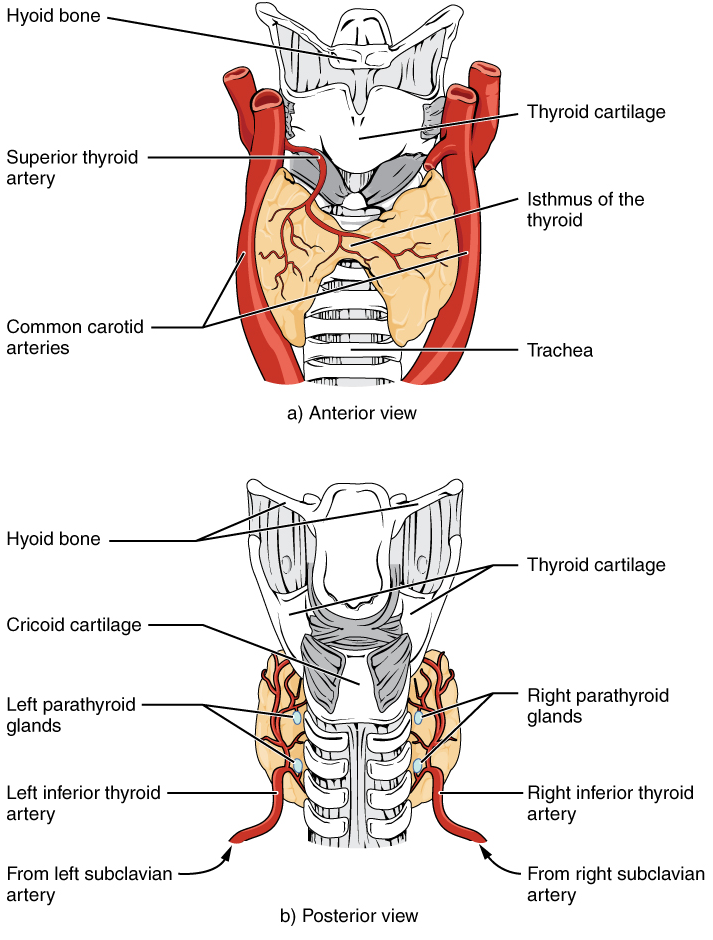 Hyoid bone
Thyroid cartilage
Superior thyroid
artery
Isthmus of the
thyroid
Common carotid
arteries
Trachea
a) Anterior view
Hyoid bone
Thyroid cartilage
Cricoid cartilage
Left parathyroid
glands
Right parathyroid
glands
Left inferior thyroid
artery
Right inferior thyroid
artery
From left subclavian
artery
From right subclavian
artery
b) Posterior view